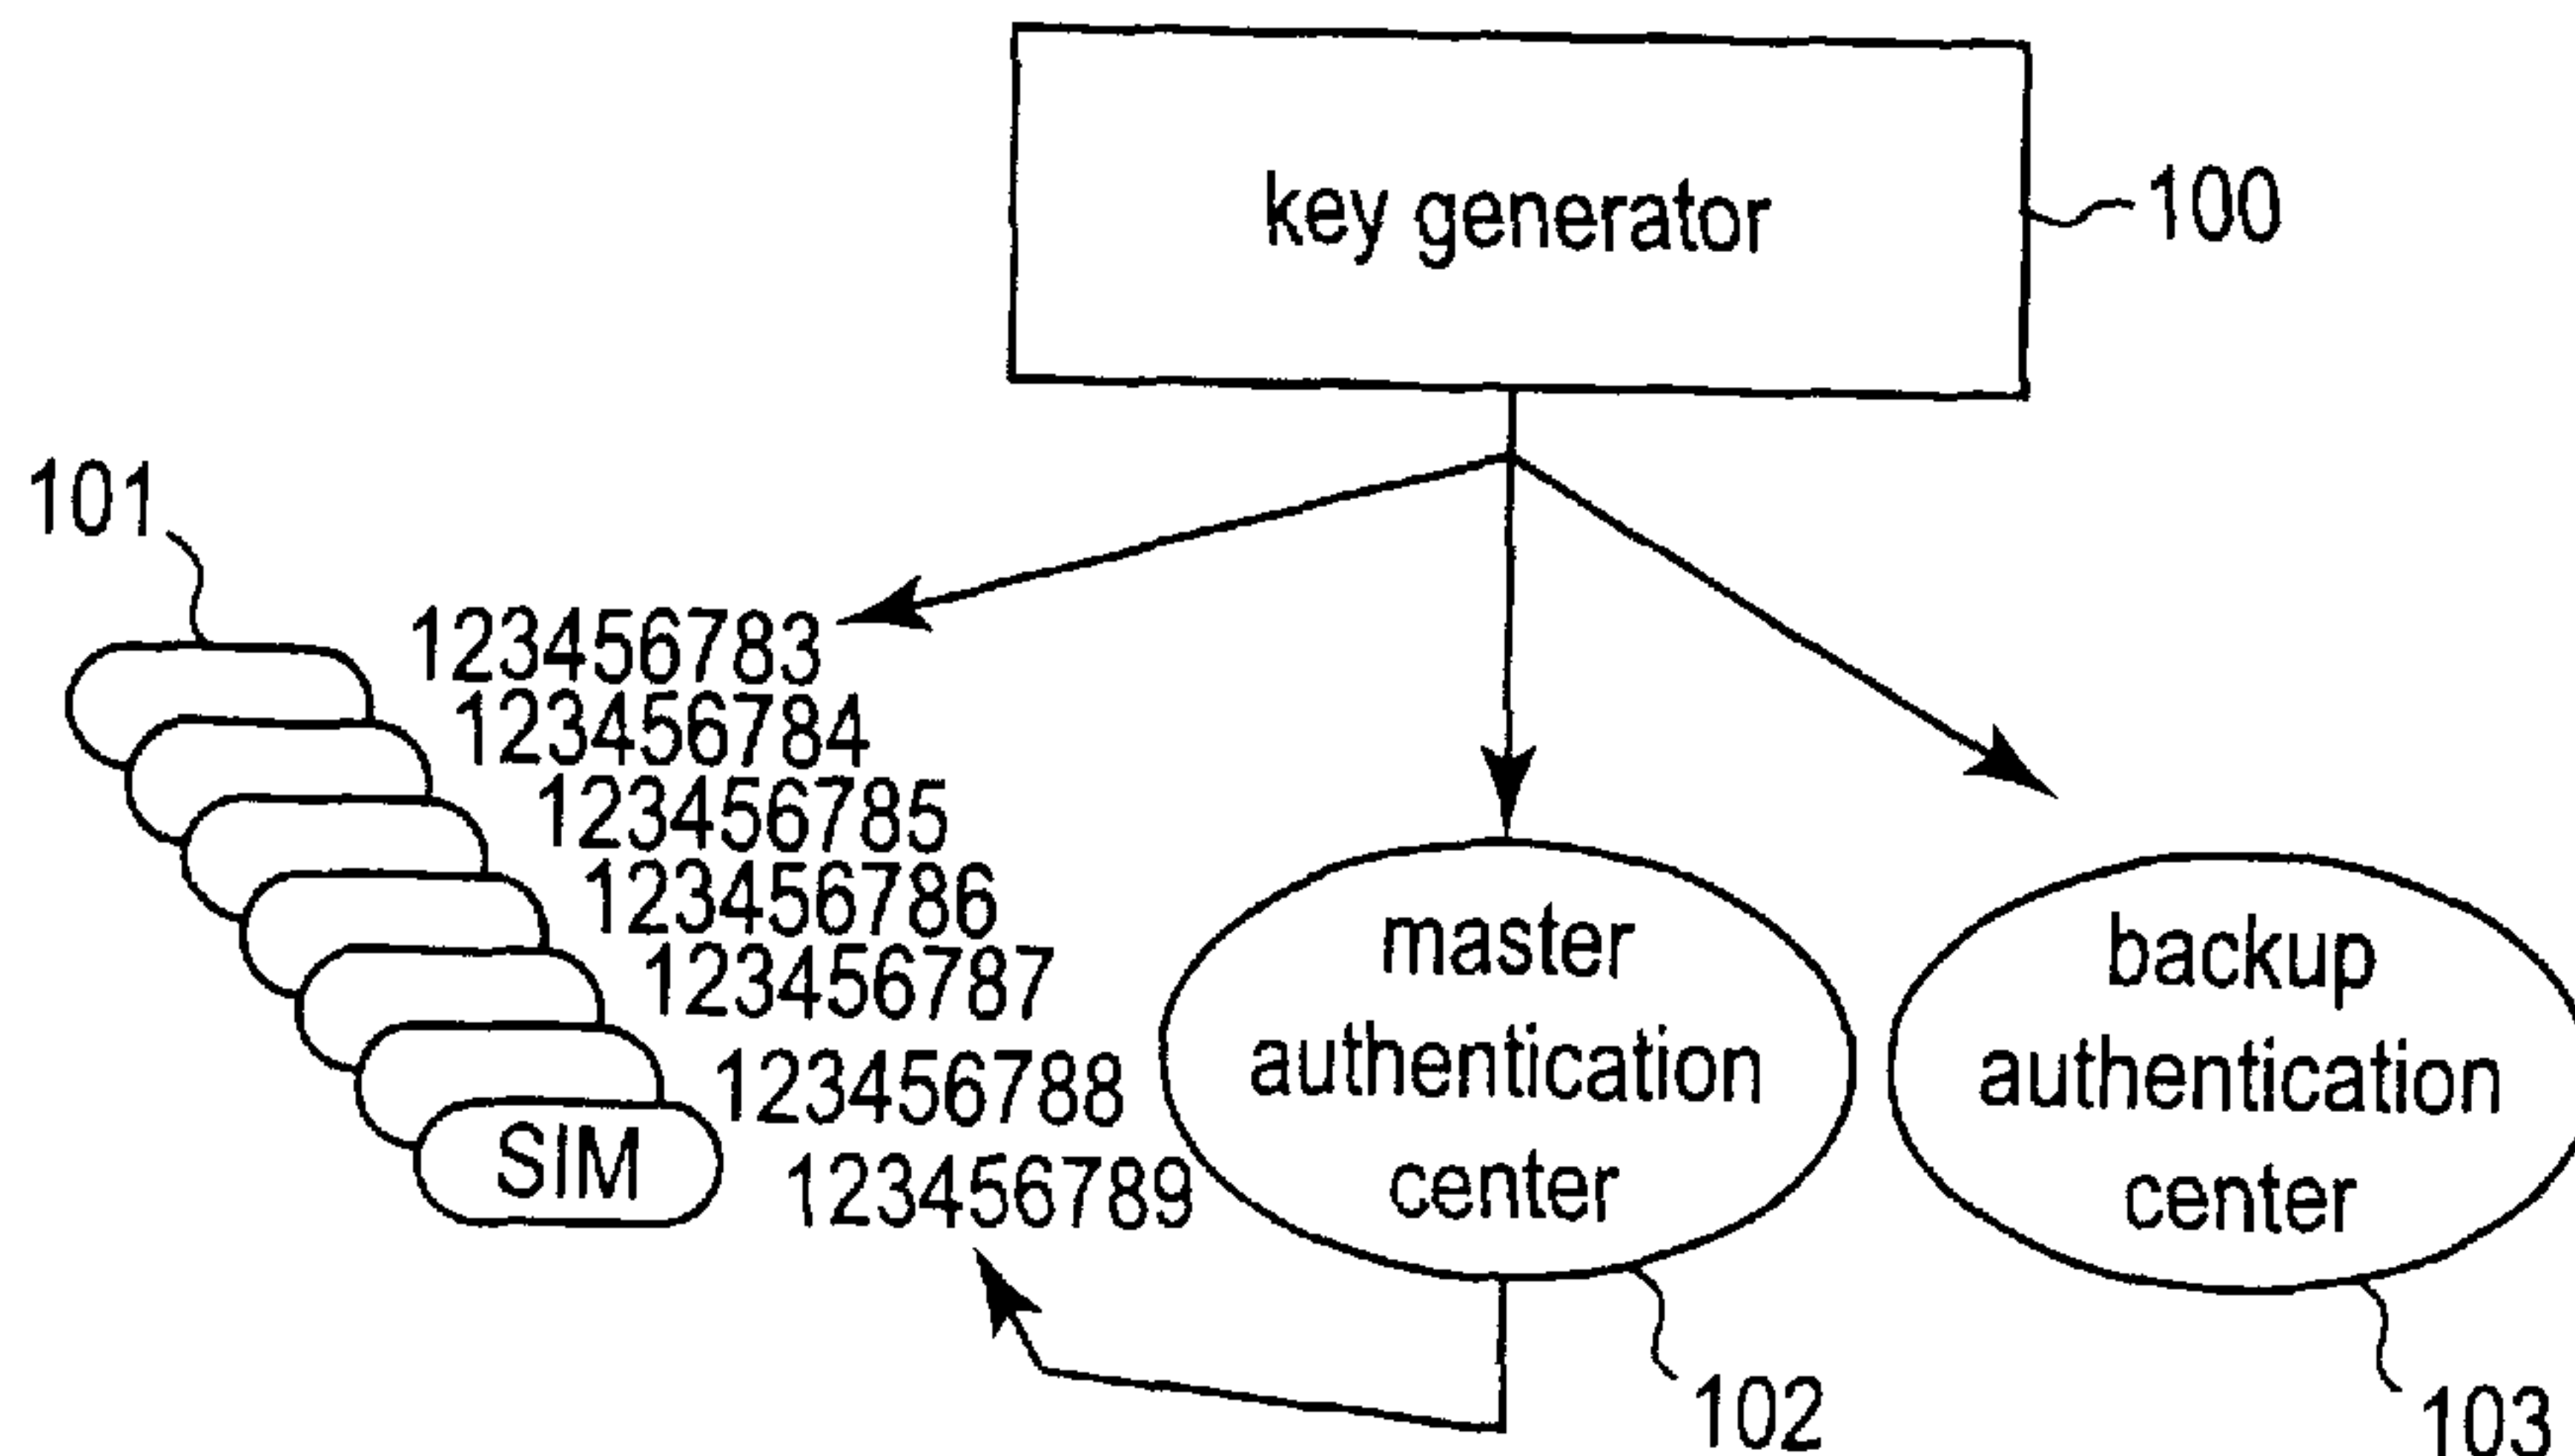 key generator
100
101
123456783
123456784
123456785
123456786
123456787
123456788
123456789
SIM
master
authentication
center
102
backup
authentication
center
103